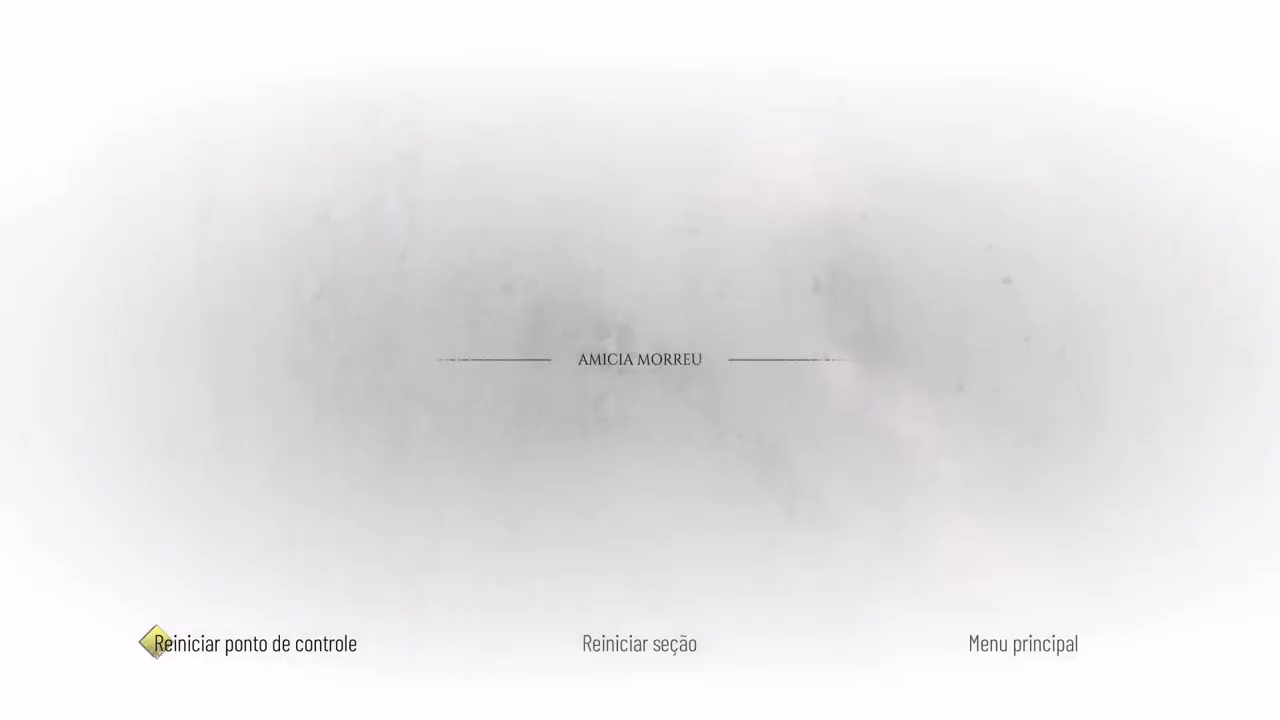 AMICIA MORREU
Reiniciar ponto de controle
Reiniciar seção
Menu principal